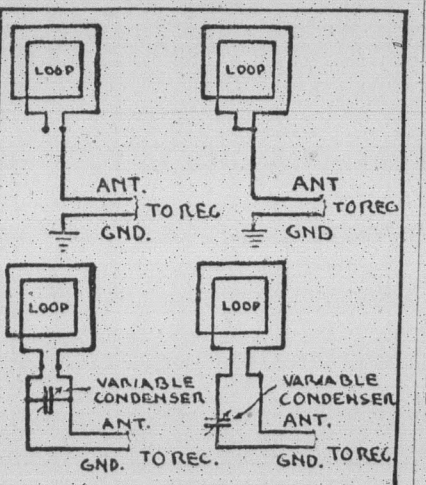 LOOP
ANT.
TO REC
GND.
LOOP
ANT
TO REC
GND
LOOP
VARIABLE
CONDENSER
ANT.
GND. TO REC.
LOOP
VARIABLE
CONDENSER
ANT.
GND. TO REC.